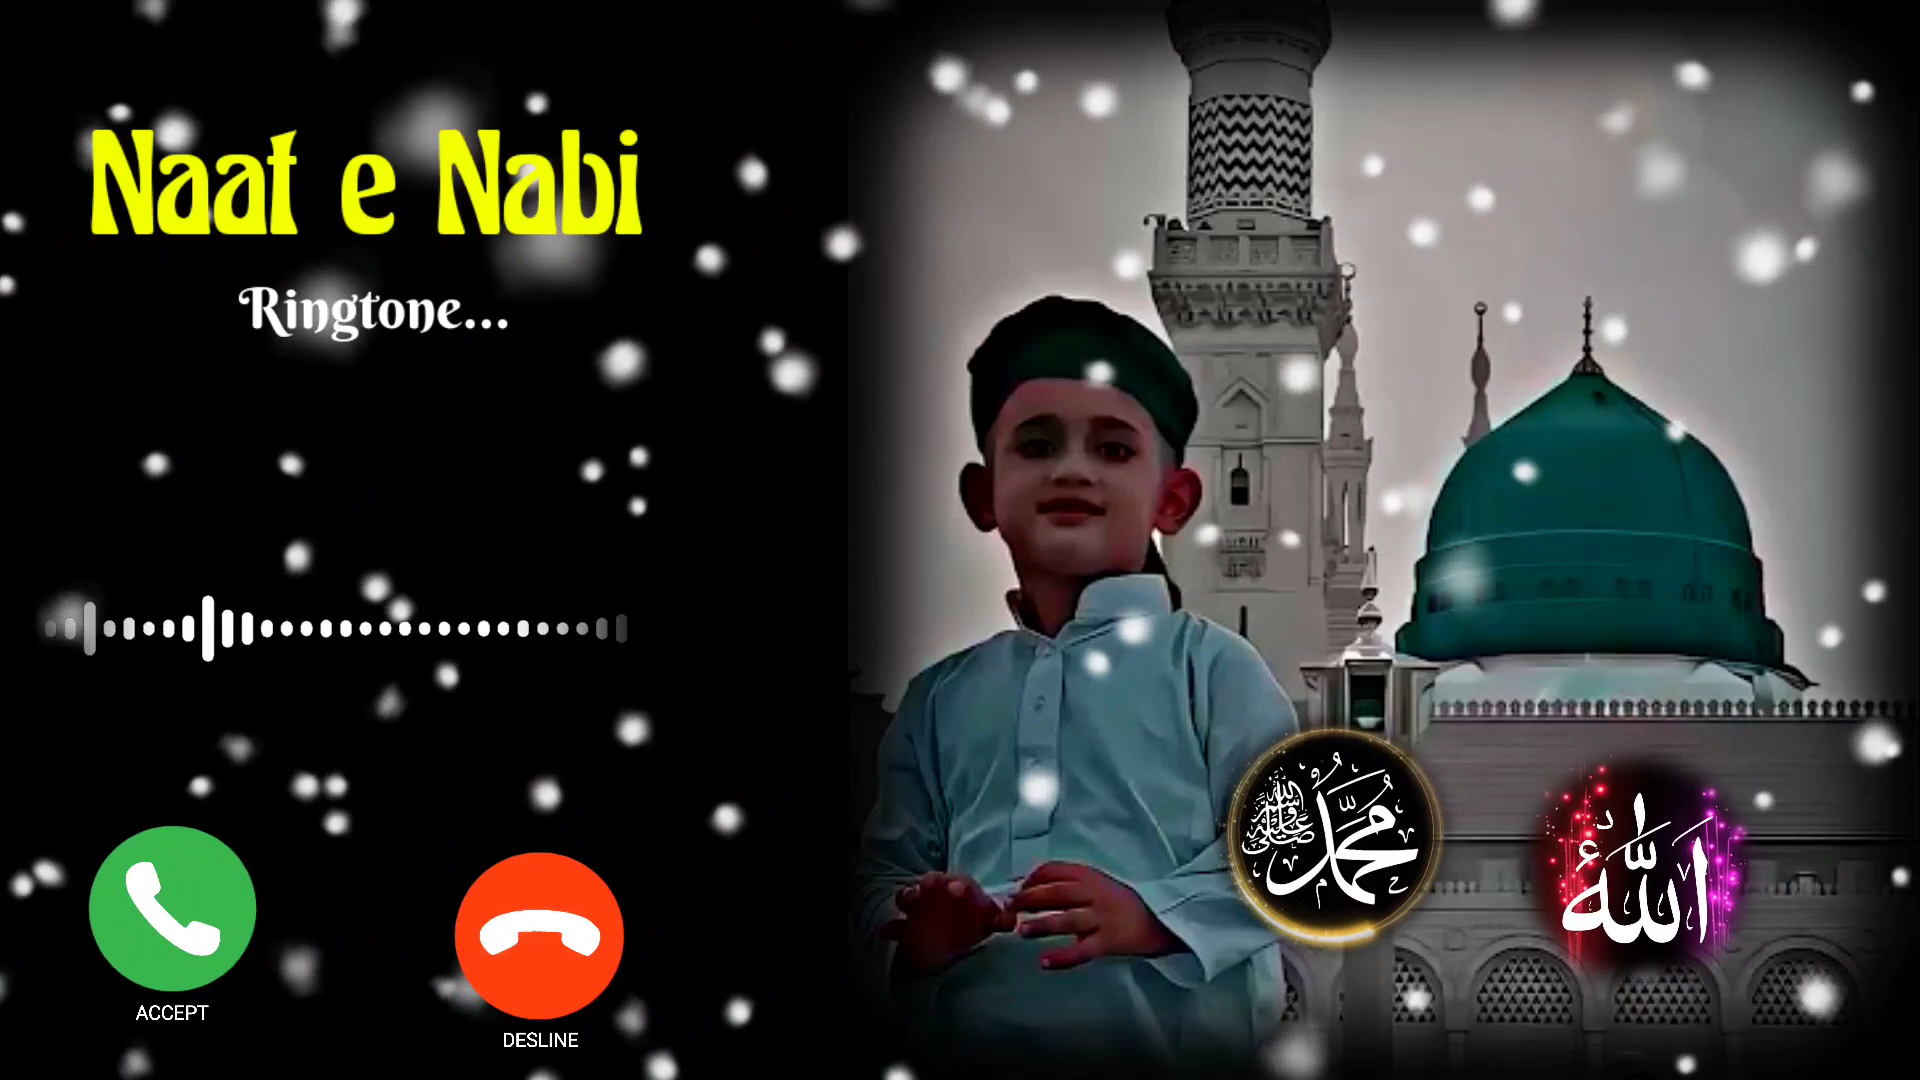 Naat e Nabi
Ringtone...
محمد
صلى الله عليه وسلم
الله
ACCEPT
DESLINE